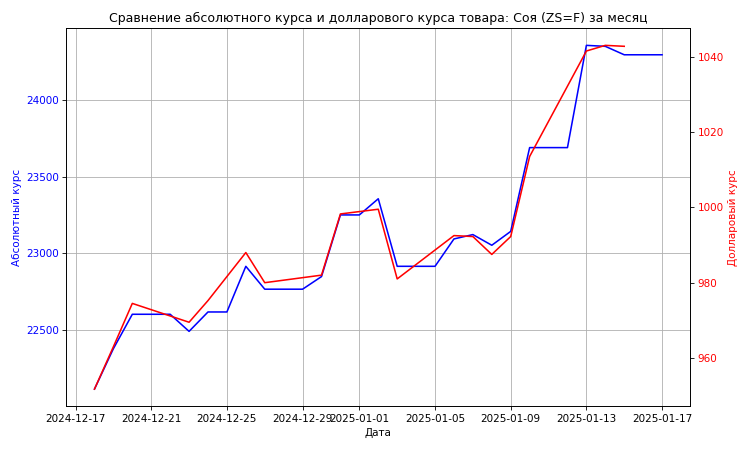 Сравнение абсолютного курса и долларового курса товара: Соя (ZS=F) за месяц
24000
23500
23000
22500
Абсолютный курс
1040
1020
1000
980
960
Долларовый курс
2024-12-17 2024-12-21 2024-12-25 2024-12-29 2025-01-01 2025-01-05 2025-01-09 2025-01-13 2025-01-17
Дата